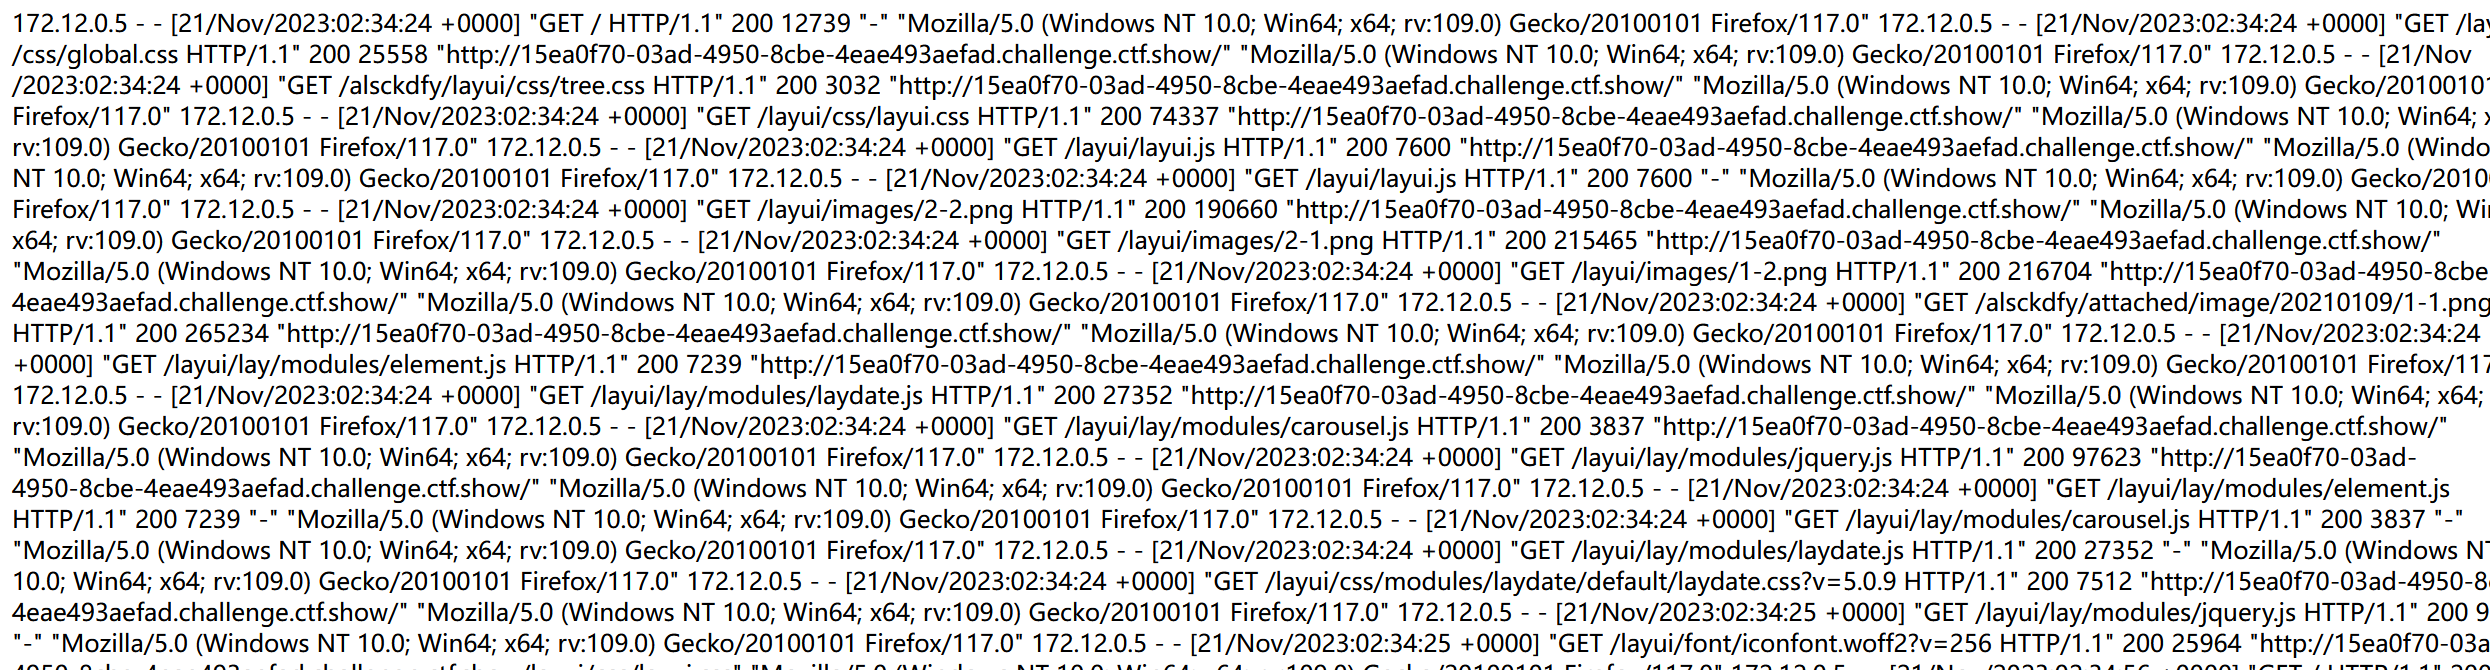 172.12.0.5 - - [21/Nov/2023:02:34:24 +0000] "GET / HTTP/1.1" 200 12739 "-" "Mozilla/5.0 (Windows NT 10.0; Win64; x64; rv:109.0) Gecko/20100101 Firefox/117.0" 172.12.0.5 - - [21/Nov/2023:02:34:24 +0000] "GET
/css/global.css HTTP/1.1" 200 25558 "http://15ea0f70-03ad-4950-8cbe-4eae493aefad.challenge.ctf.show/" "Mozilla/5.0 (Windows NT 10.0; Win64; x64; rv:109.0) Gecko/20100101 Firefox/117.0" 172.12.0.5 - - [21/Nov
/2023:02:34:24 +0000] "GET /alsckdfy/layui/css/tree.css HTTP/1.1" 200 3032 "http://15ea0f70-03ad-4950-8cbe-4eae493aefad.challenge.ctf.show/" "Mozilla/5.0 (Windows NT 10.0; Win64; x64; rv:109.0) Gecko/2010010
Firefox/117.0" 172.12.0.5 - - [21/Nov/2023:02:34:24 +0000] "GET /layui/css/layui.css HTTP/1.1" 200 74337 "http://15ea0f70-03ad-4950-8cbe-4eae493aefad.challenge.ctf.show/" "Mozilla/5.0 (Windows NT 10.0; Win64;
rv:109.0) Gecko/20100101 Firefox/117.0" 172.12.0.5 - - [21/Nov/2023:02:34:24 +0000] "GET /layui/layui.js HTTP/1.1" 200 7600 "http://15ea0f70-03ad-4950-8cbe-4eae493aefad.challenge.ctf.show/" "Mozilla/5.0 (Windo
NT 10.0; Win64; x64; rv:109.0) Gecko/20100101 Firefox/117.0" 172.12.0.5 - - [21/Nov/2023:02:34:24 +0000] "GET /layui/layui.js HTTP/1.1" 200 7600 "-" "Mozilla/5.0 (Windows NT 10.0; Win64; x64; rv:109.0) Gecko/2010
Firefox/117.0" 172.12.0.5 - - [21/Nov/2023:02:34:24 +0000] "GET /layui/images/2-2.png HTTP/1.1" 200 190660 "http://15ea0f70-03ad-4950-8cbe-4eae493aefad.challenge.ctf.show/" "Mozilla/5.0 (Windows NT 10.0; Wi
x64; rv:109.0) Gecko/20100101 Firefox/117.0" 172.12.0.5 - - [21/Nov/2023:02:34:24 +0000] "GET /layui/images/2-1.png HTTP/1.1" 200 215465 "http://15ea0f70-03ad-4950-8cbe-4eae493aefad.challenge.ctf.show/"
"Mozilla/5.0 (Windows NT 10.0; Win64; x64; rv:109.0) Gecko/20100101 Firefox/117.0" 172.12.0.5 - - [21/Nov/2023:02:34:24 +0000] "GET /layui/images/1-2.png HTTP/1.1" 200 216704 "http://15ea0f70-03ad-4950-8cbe
4eae493aefad.challenge.ctf.show/" "Mozilla/5.0 (Windows NT 10.0; Win64; x64; rv:109.0) Gecko/20100101 Firefox/117.0" 172.12.0.5 - - [21/Nov/2023:02:34:24 +0000] "GET /alsckdfy/attached/image/20210109/1-1.png
HTTP/1.1" 200 265234 "http://15ea0f70-03ad-4950-8cbe-4eae493aefad.challenge.ctf.show/" "Mozilla/5.0 (Windows NT 10.0; Win64; x64; rv:109.0) Gecko/20100101 Firefox/117.0" 172.12.0.5 - - [21/Nov/2023:02:34:24
+0000] "GET /layui/lay/modules/element.js HTTP/1.1" 200 7239 "http://15ea0f70-03ad-4950-8cbe-4eae493aefad.challenge.ctf.show/" "Mozilla/5.0 (Windows NT 10.0; Win64; x64; rv:109.0) Gecko/20100101 Firefox/117
172.12.0.5 - - [21/Nov/2023:02:34:24 +0000] "GET /layui/lay/modules/laydate.js HTTP/1.1" 200 27352 "http://15ea0f70-03ad-4950-8cbe-4eae493aefad.challenge.ctf.show/" "Mozilla/5.0 (Windows NT 10.0; Win64; x64;
rv:109.0) Gecko/20100101 Firefox/117.0" 172.12.0.5 - - [21/Nov/2023:02:34:24 +0000] "GET /layui/lay/modules/carousel.js HTTP/1.1" 200 3837 "http://15ea0f70-03ad-4950-8cbe-4eae493aefad.challenge.ctf.show/"
"Mozilla/5.0 (Windows NT 10.0; Win64; x64; rv:109.0) Gecko/20100101 Firefox/117.0" 172.12.0.5 - - [21/Nov/2023:02:34:24 +0000] "GET /layui/lay/modules/jquery.js HTTP/1.1" 200 97623 "http://15ea0f70-03ad-
4950-8cbe-4eae493aefad.challenge.ctf.show/" "Mozilla/5.0 (Windows NT 10.0; Win64; x64; rv:109.0) Gecko/20100101 Firefox/117.0" 172.12.0.5 - - [21/Nov/2023:02:34:24 +0000] "GET /layui/lay/modules/element.js
HTTP/1.1" 200 7239 "-" "Mozilla/5.0 (Windows NT 10.0; Win64; x64; rv:109.0) Gecko/20100101 Firefox/117.0" 172.12.0.5 - - [21/Nov/2023:02:34:24 +0000] "GET /layui/lay/modules/carousel.js HTTP/1.1" 200 3837 "-"
"Mozilla/5.0 (Windows NT 10.0; Win64; x64; rv:109.0) Gecko/20100101 Firefox/117.0" 172.12.0.5 - - [21/Nov/2023:02:34:24 +0000] "GET /layui/lay/modules/laydate.js HTTP/1.1" 200 27352 "-" "Mozilla/5.0 (Windows NT
10.0; Win64; x64; rv:109.0) Gecko/20100101 Firefox/117.0" 172.12.0.5 - - [21/Nov/2023:02:34:24 +0000] "GET /layui/css/modules/laydate/default/laydate.css?v=5.0.9 HTTP/1.1" 200 7512 "http://15ea0f70-03ad-4950-8
4eae493aefad.challenge.ctf.show/" "Mozilla/5.0 (Windows NT 10.0; Win64; x64; rv:109.0) Gecko/20100101 Firefox/117.0" 172.12.0.5 - - [21/Nov/2023:02:34:25 +0000] "GET /layui/lay/modules/jquery.js HTTP/1.1" 200 9
"-" "Mozilla/5.0 (Windows NT 10.0; Win64; x64; rv:109.0) Gecko/20100101 Firefox/117.0" 172.12.0.5 - - [21/Nov/2023:02:34:25 +0000] "GET /layui/font/iconfont.woff2?v=256 HTTP/1.1" 200 25964 "http://15ea0f70-03a